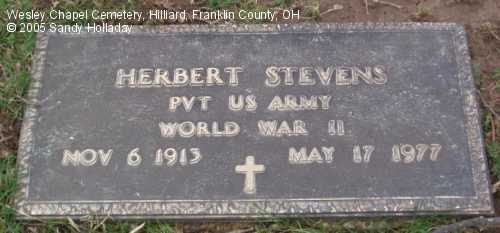 Wesley Chapel Cemetery, Hilliard, Franklin County, OH
© 2005 Sandy Holladay
HERBERT STEVENS
PVT US ARMY
WORLD WAR II
NOV 6 1913 MAY 17 1977